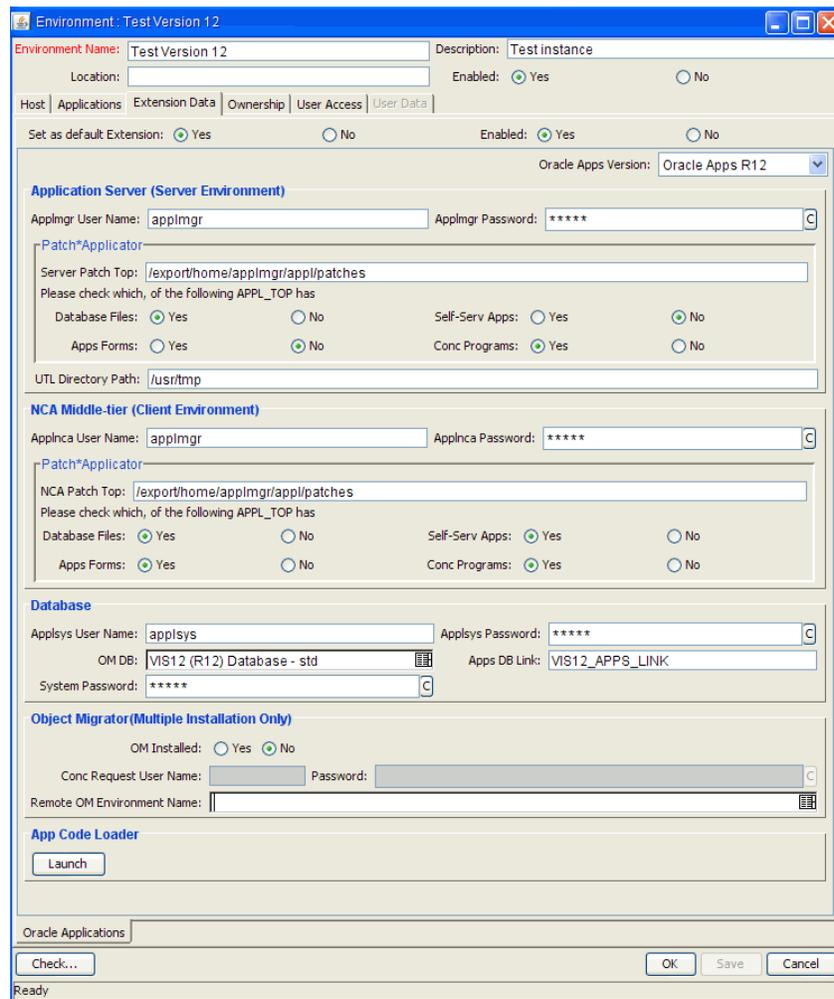 Environment : Test Version 12
Environment Name: Test Version 12 Description: Test instance
Location: Enabled: Yes No
Host Applications Extension Data Ownership User Access User Data
Set as default Extension: Yes No Enabled: Yes No
Oracle Apps Version: Oracle Apps R12
Application Server (Server Environment)
Applmgr User Name: applmgr Applmgr Password: ***** C
Patch*Applicator
Server Patch Top: /export/home/applmgr/appl/patches
Please check which, of the following APPL_TOP has
Database Files: Yes No Self-Serv Apps: Yes No
Apps Forms: Yes No Conc Programs: Yes No
UTL Directory Path: /usr/tmp
NCA Middle-tier (Client Environment)
Applnca User Name: applmgr Applnca Password: ***** C
Patch*Applicator
NCA Patch Top: /export/home/applmgr/appl/patches
Please check which, of the following APPL_TOP has
Database Files: Yes No Self-Serv Apps: Yes No
Apps Forms: Yes No Conc Programs: Yes No
Database
Applsys User Name: applsys Applsys Password: ***** C
OM DB: VIS12 (R12) Database - std Apps DB Link: VIS12_APPS_LINK
System Password: ***** C
Object Migrator(Multiple Installation Only)
OM Installed: Yes No
Conc Request User Name: Password: C
Remote OM Environment Name:
App Code Loader
Launch
Oracle Applications
Check... OK Save Cancel
Ready